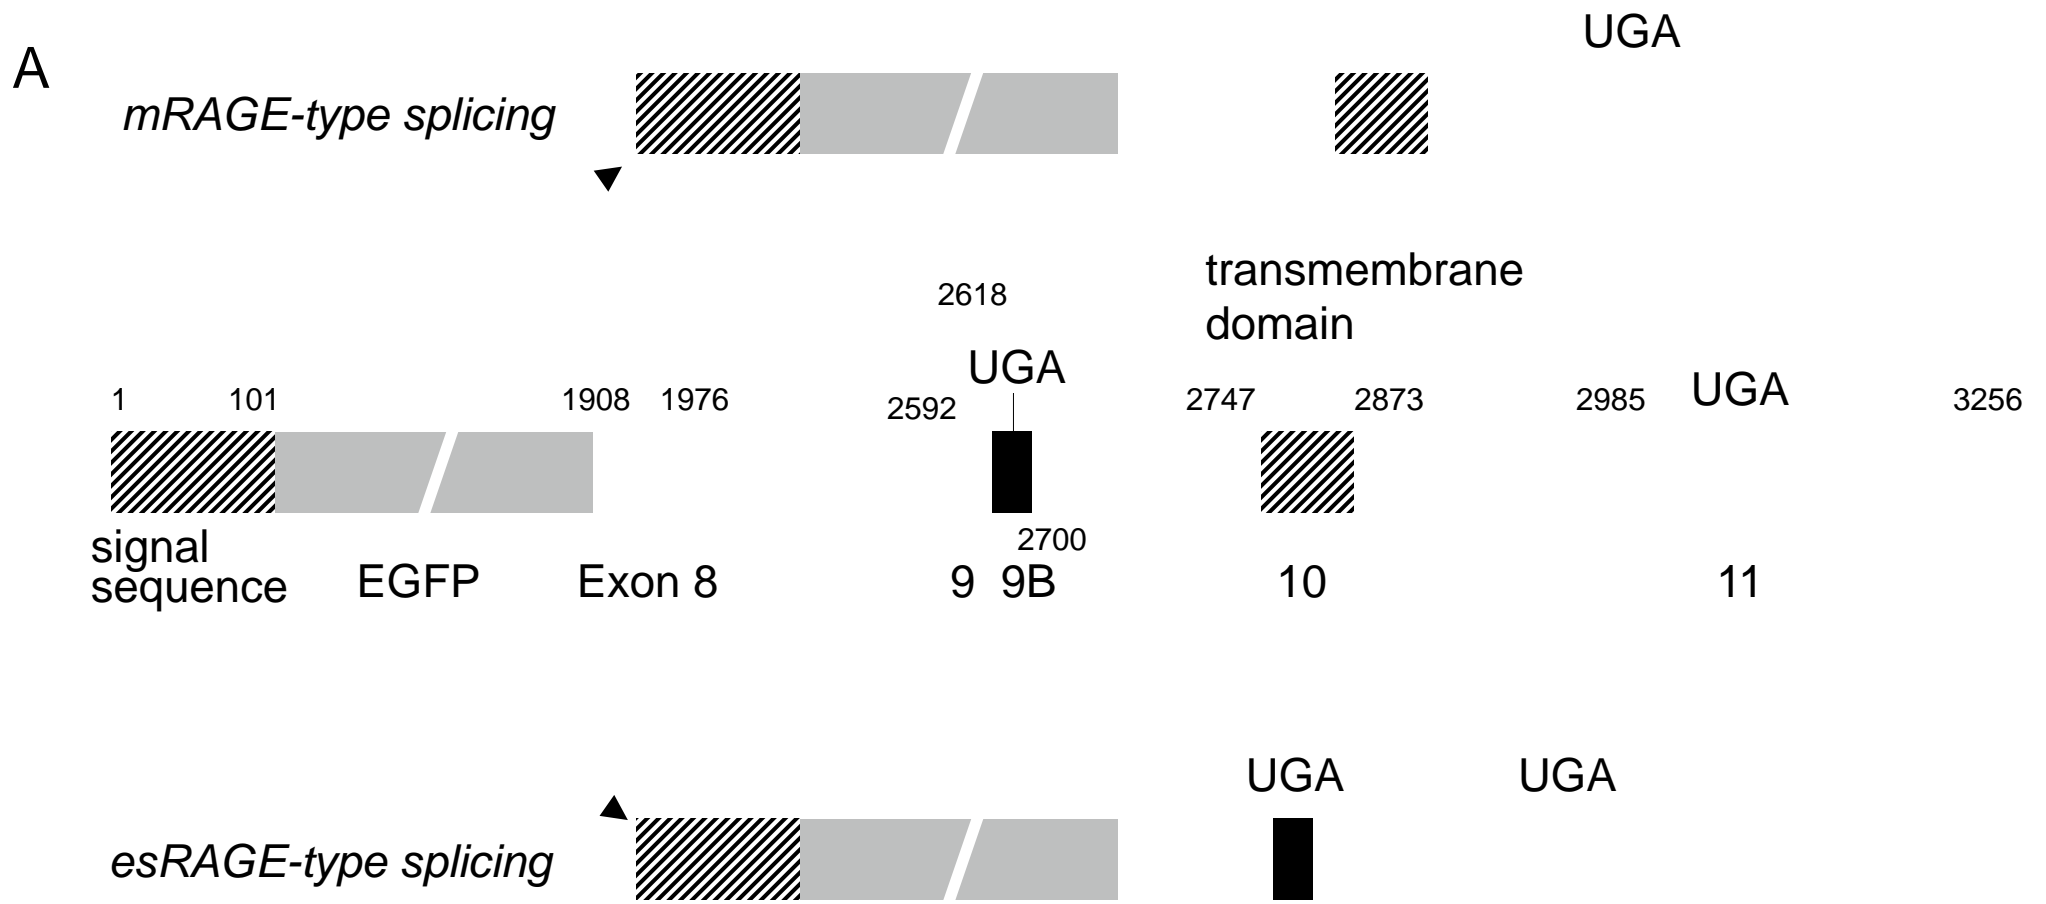 A
UGA
mRAGE-type splicing
transmembrane
domain
2618
UGA
1 101 1908 1976 2592 2747 2873 2985 UGA 3256
2700
signal
sequence EGFP Exon 8 9 9B 10 11
UGA UGA
esRAGE-type splicing